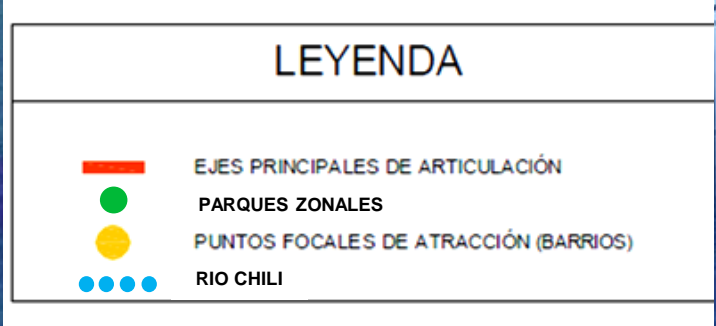 LEYENDA
EJES PRINCIPALES DE ARTICULACIÓN
PARQUES ZONALES
PUNTOS FOCALES DE ATRACCIÓN (BARRIOS)
RIO CHILI